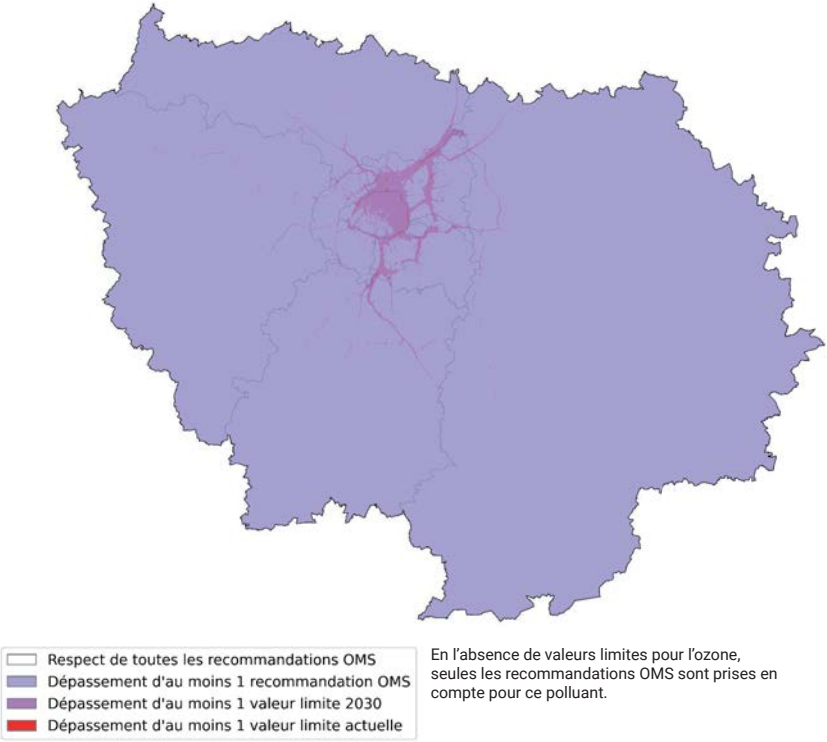 Respect de toutes les recommandations OMS
Dépassement d'au moins 1 recommandation OMS
Dépassement d'au moins 1 valeur limite 2030
Dépassement d'au moins 1 valeur limite actuelle
En l’absence de valeurs limites pour l’ozone,
seules les recommandations OMS sont prises en
compte pour ce polluant.